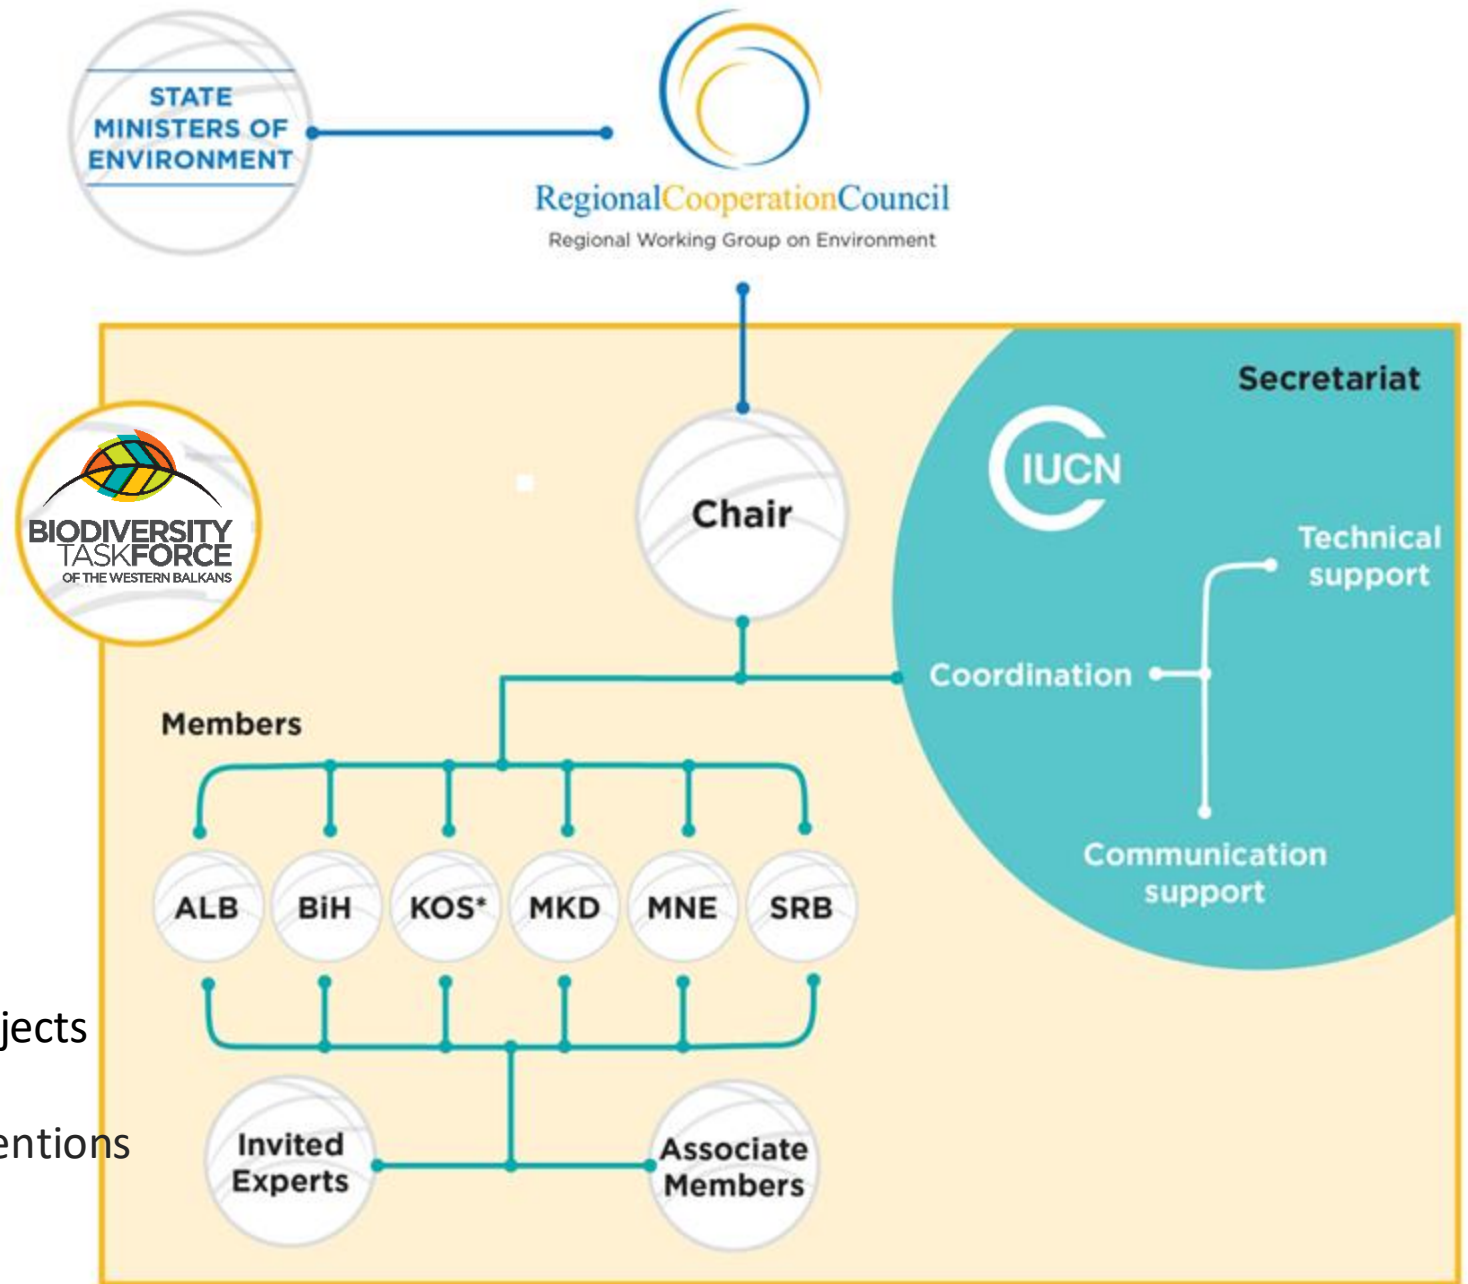 STATE
MINISTERS OF
ENVIRONMENT
RegionalCooperationCouncil
Regional Working Group on Environment
Secretariat
IUCN
Chair
Technical
support
BIODIVERSITY
TASKFORCE
OF THE WESTERN BALKANS
Coordination
Members
Communication
support
ALB
BiH
KOS*
MKD
MNE
SRB
jects
entions
Invited
Experts
Associate
Members